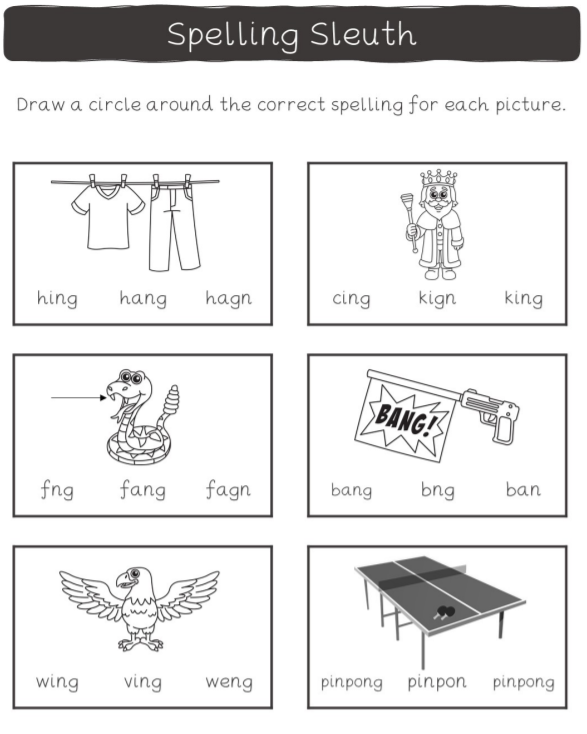 Spelling Sleuth
Draw a circle around the correct spelling for each picture.
hing hang hagn
cing kign king
fng fang fagn
BANG!
bang bng ban
wing ving weng
pinpong pinpon pinpong